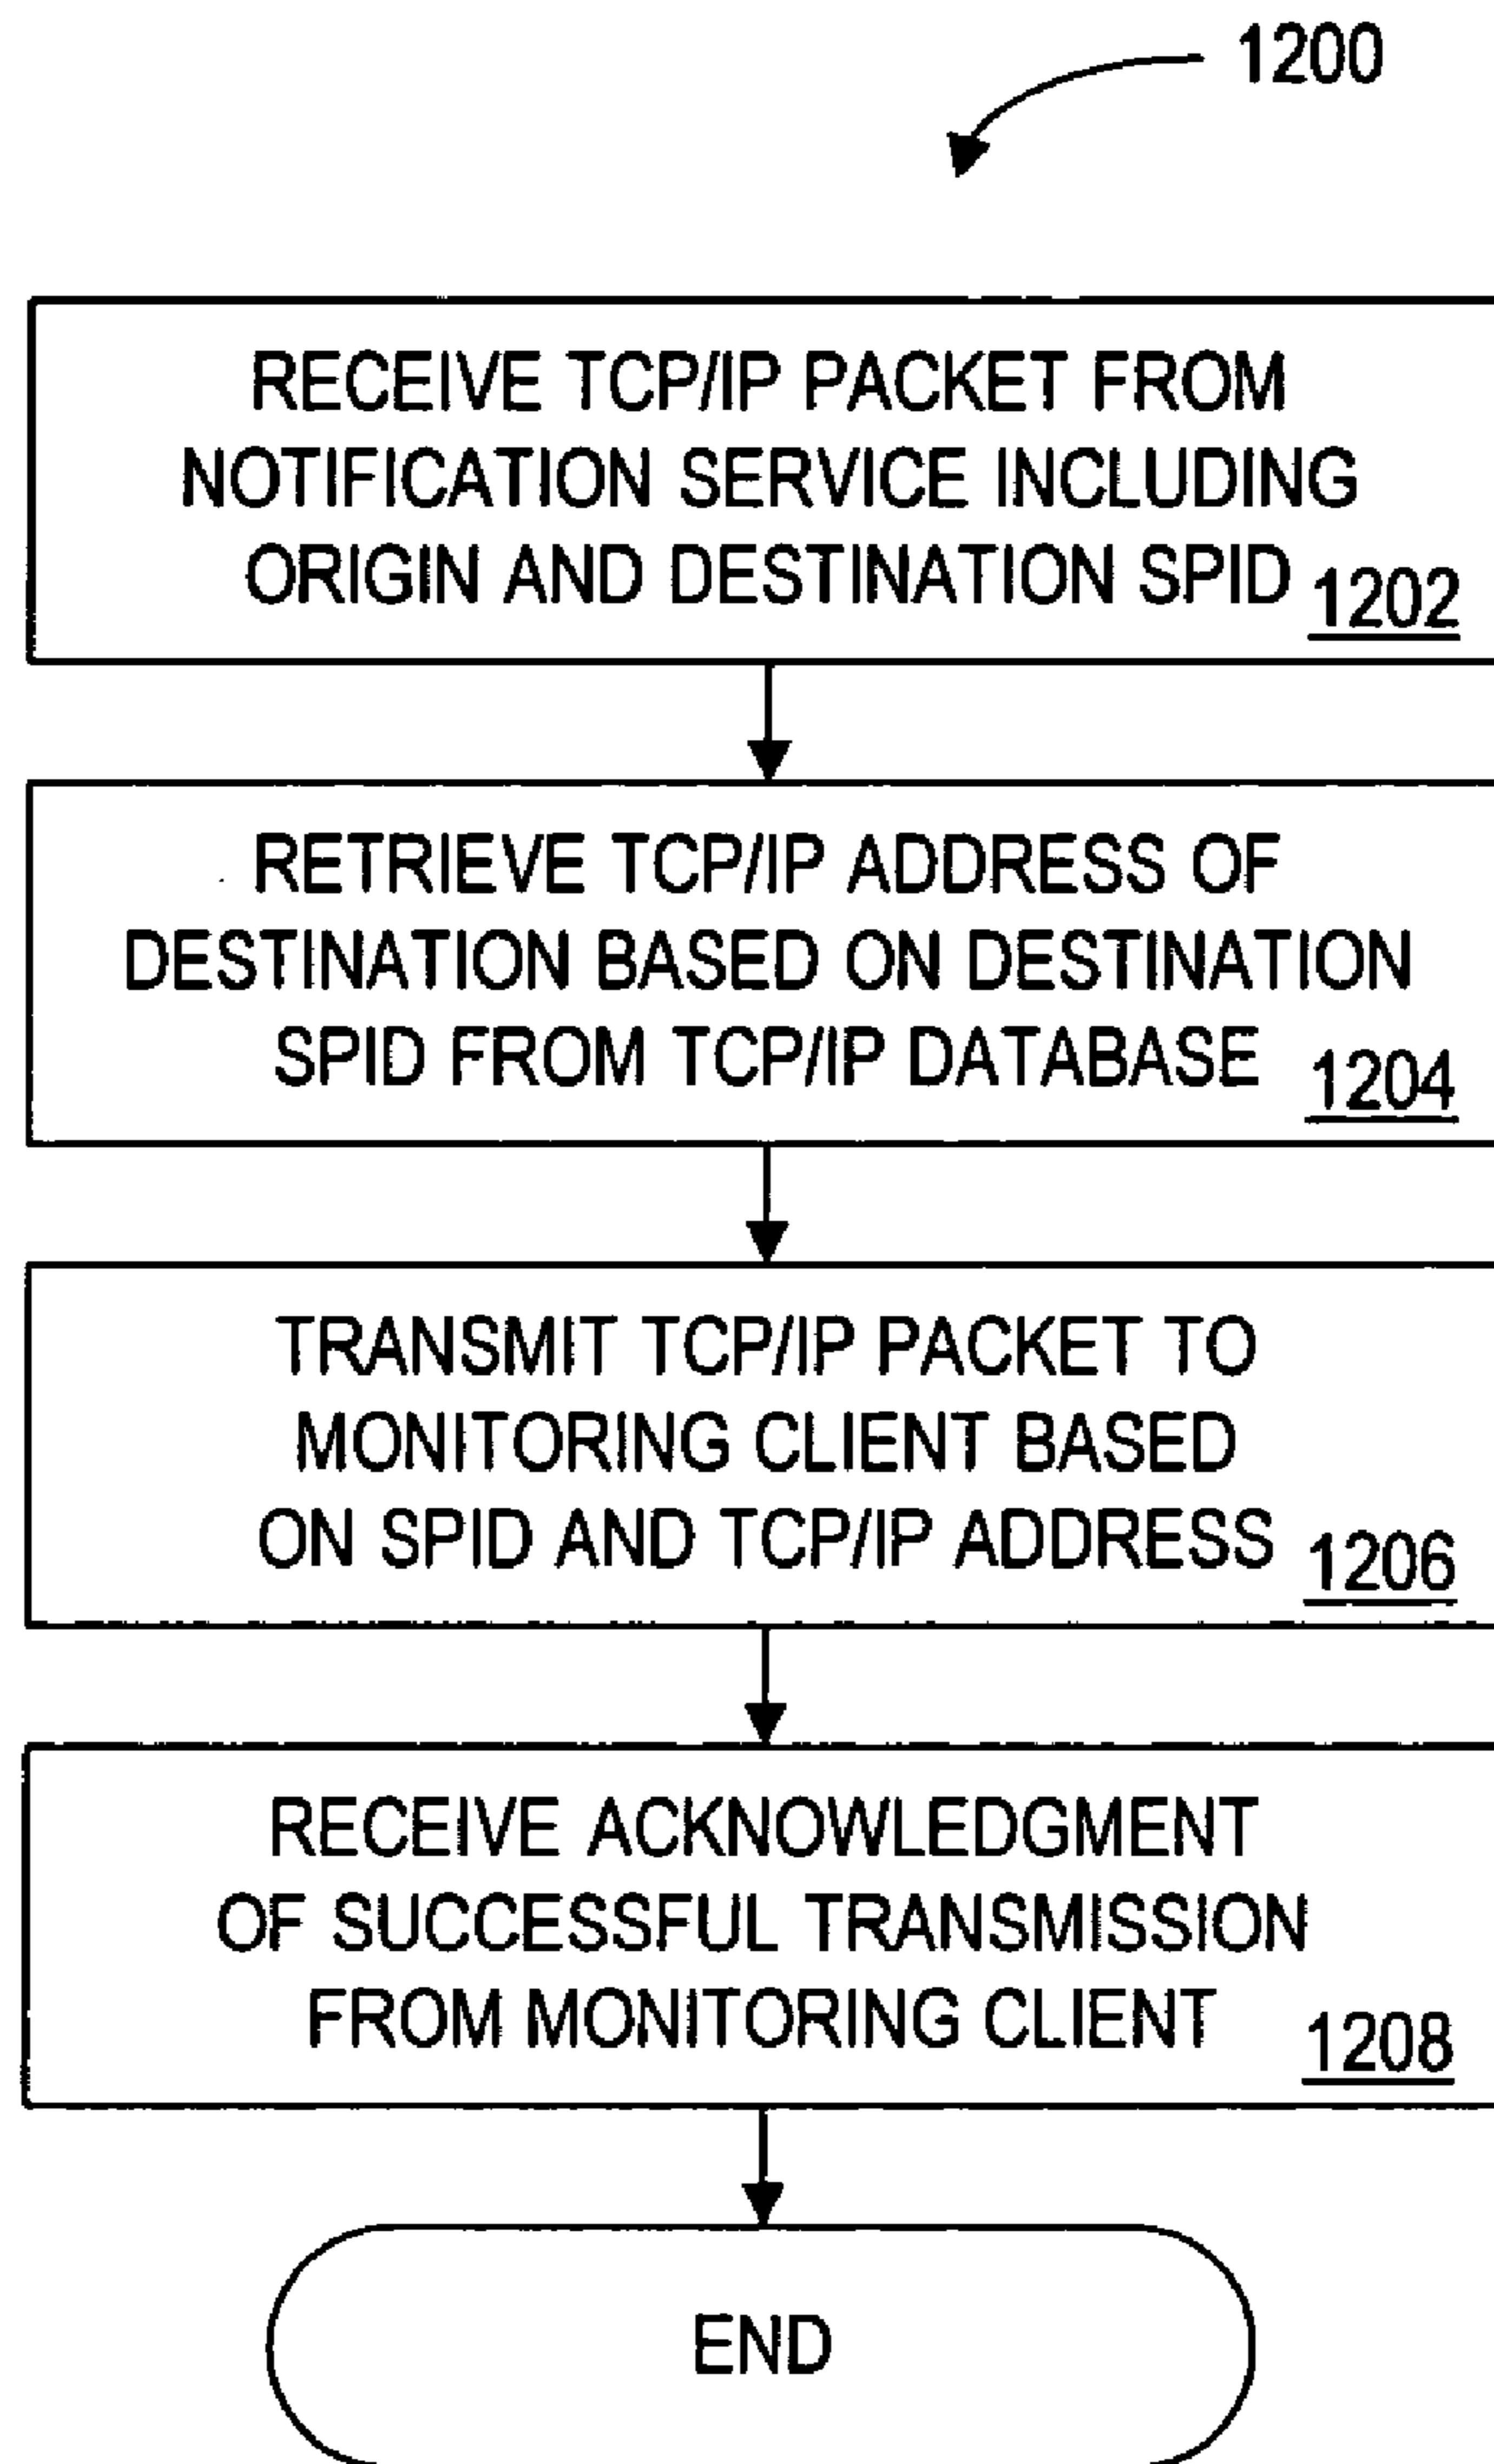 1200
RECEIVE TCP/IP PACKET FROM
NOTIFICATION SERVICE INCLUDING
ORIGIN AND DESTINATION SPID
1202
RETRIEVE TCP/IP ADDRESS OF
DESTINATION BASED ON DESTINATION
SPID FROM TCP/IP DATABASE
1204
TRANSMIT TCP/IP PACKET TO
MONITORING CLIENT BASED
ON SPID AND TCP/IP ADDRESS
1206
RECEIVE ACKNOWLEDGMENT
OF SUCCESSFUL TRANSMISSION
FROM MONITORING CLIENT
1208
END